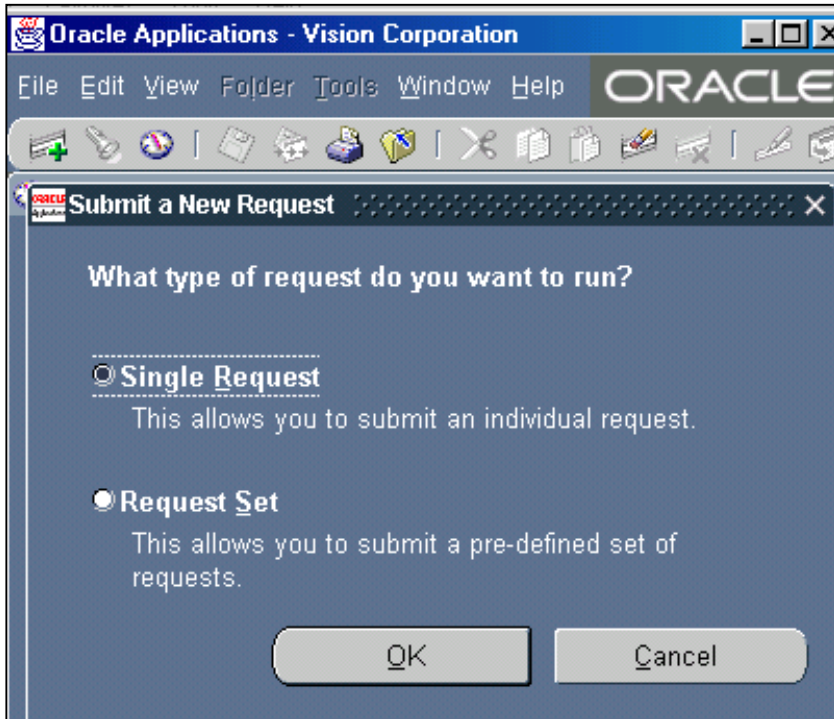 Oracle Applications - Vision Corporation
File Edit View Folder Tools Window Help ORACLE
Submit a New Request
What type of request do you want to run?
Single Request
This allows you to submit an individual request.
Request Set
This allows you to submit a pre-defined set of
requests.
OK Cancel